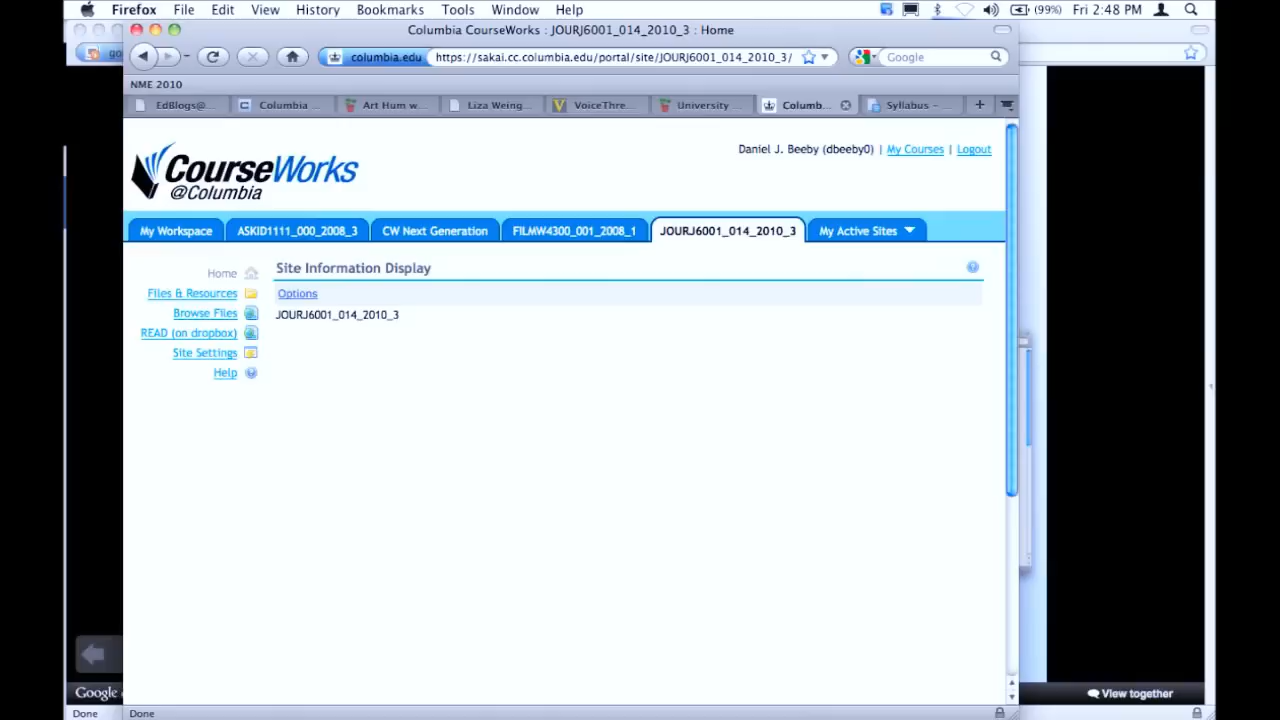 Firefox File Edit View History Bookmarks Tools Window Help (99%) Fri 2:48 PM
Columbia CourseWorks : JOURJ6001_014_2010_3 : Home
columbia.edu https://sakai.cc.columbia.edu/portal/site/JOURJ6001_014_2010_3/ Google
NME 2010
EdBlogs@... Columbia ... Art Hum w... Liza Weing... VoiceThre... University ... Columb... Syllabus - ...
CourseWorks
@Columbia
Daniel J. Beeby (dbeeby0) | My Courses | Logout
My Workspace ASKID1111_000_2008_3 CW Next Generation FILMW4300_001_2008_1 JOURJ6001_014_2010_3 My Active Sites
Home
Files & Resources
Browse Files
READ (on dropbox)
Site Settings
Help
Site Information Display
Options
JOURJ6001_014_2010_3
Google
View together
Done
Done